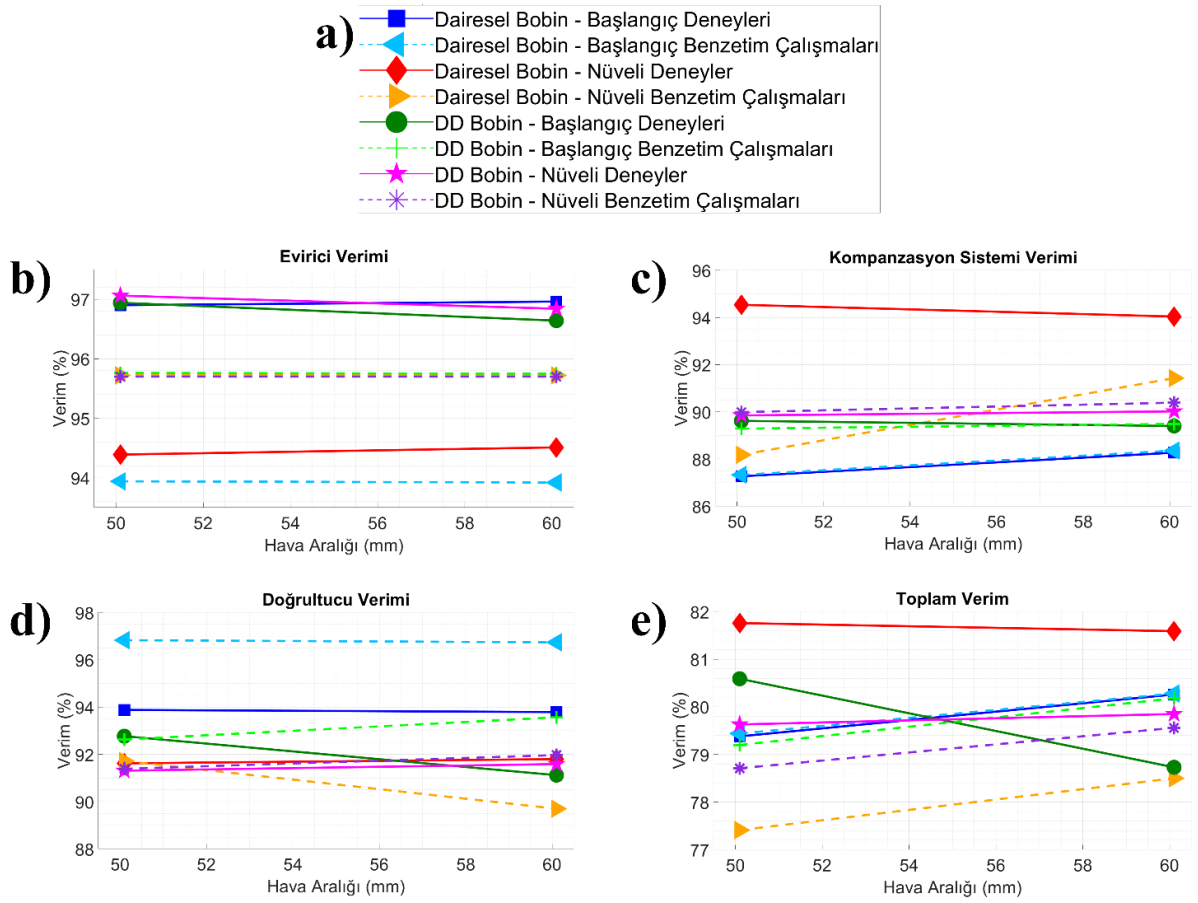 a)
Dairesel Bobin - Başlangıç Deneyleri
Dairesel Bobin - Başlangıç Benzetim Çalışmaları
Dairesel Bobin - Nüveli Deneyler
Dairesel Bobin - Nüveli Benzetim Çalışmaları
DD Bobin - Başlangıç Deneyleri
DD Bobin - Başlangıç Benzetim Çalışmaları
DD Bobin - Nüveli Deneyler
DD Bobin - Nüveli Benzetim Çalışmaları
b)
Evirici Verimi
Verim (%)
97
96
95
94
50 52 54 56 58 60
Hava Aralığı (mm)
c)
Kompanzasyon Sistemi Verimi
Verim (%)
96
94
92
90
88
86
50 52 54 56 58 60
Hava Aralığı (mm)
d)
Doğrultucu Verimi
Verim (%)
98
96
94
92
90
88
50 52 54 56 58 60
Hava Aralığı (mm)
e)
Toplam Verim
Verim (%)
82
81
80
79
78
77
50 52 54 56 58 60
Hava Aralığı (mm)